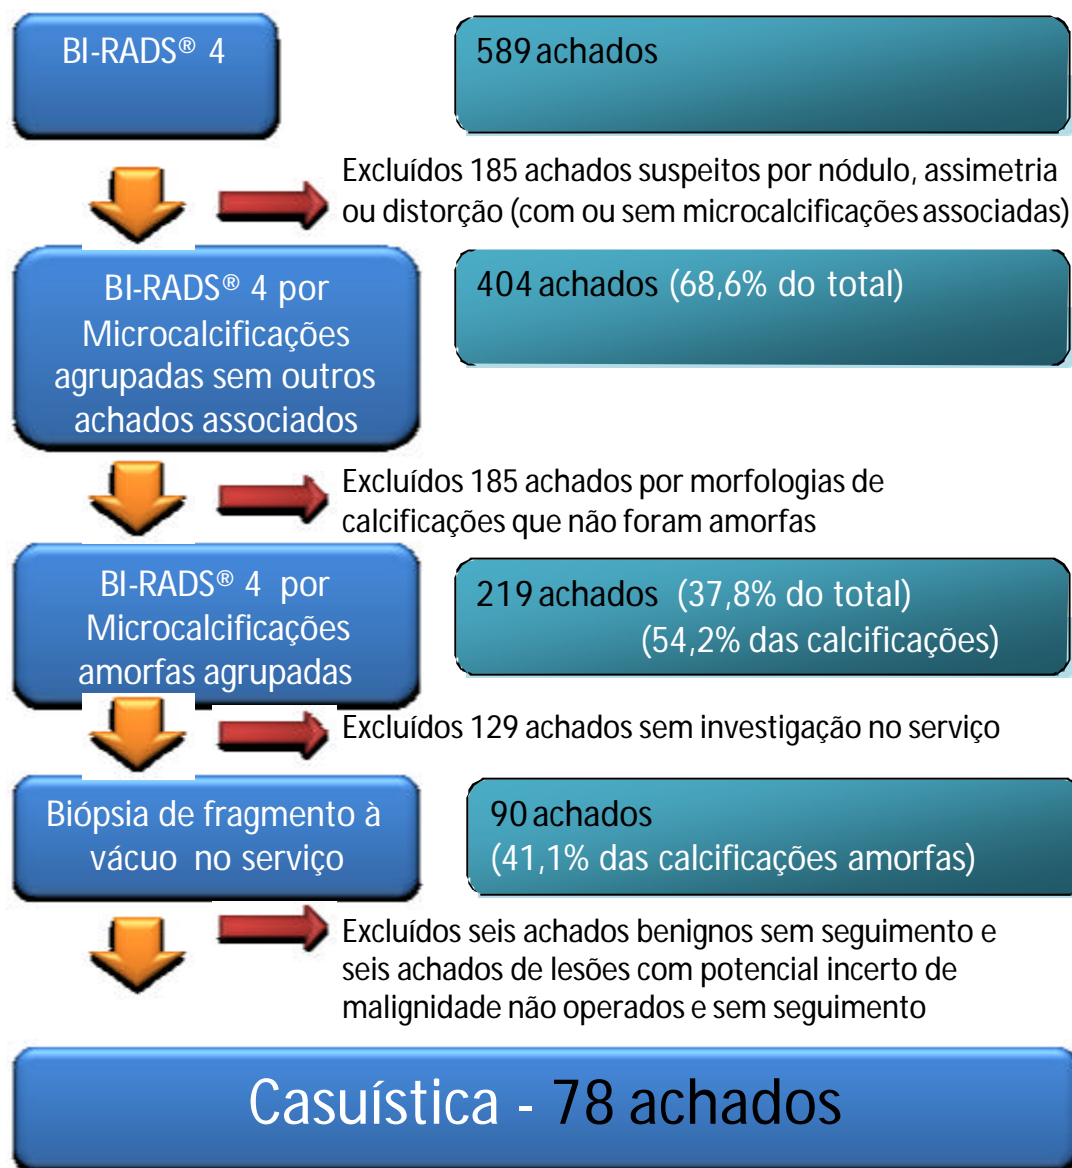 BI-RADS® 4
589 achados
Excluídos 185 achados suspeitos por nódulo, assimetria
ou distorção (com ou sem microcalcificações associadas)
BI-RADS® 4 por
Microcalcificações
agrupadas sem outros
achados associados
404 achados (68,6% do total)
Excluídos 185 achados por morfologias de
calcificações que não foram amorfas
BI-RADS® 4 por
Microcalcificações
amorfas agrupadas
219 achados (37,8% do total)
(54,2% das calcificações)
Excluídos 129 achados sem investigação no serviço
Biópsia de fragmento à
vácuo no serviço
90 achados
(41,1% das calcificações amorfas)
Excluídos seis achados benignos sem seguimento e
seis achados de lesões com potencial incerto de
malignidade não operados e sem seguimento
Casuística - 78 achados